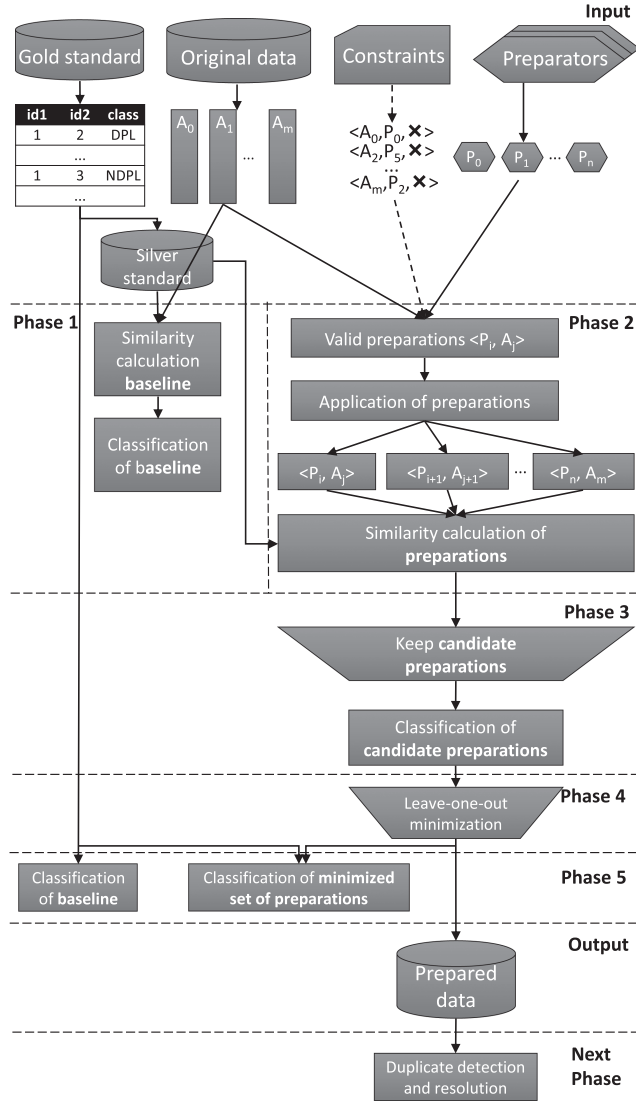 Input
Gold standard
Original data
Constraints
Preparators
id1 id2 class
1 2 DPL
...
1 3 NDPL
...
A0 A1 ... Am
<A0, P0, ✖>
<A2, P5, ✖>
...
<Am, P2, ✖>
P0 P1 ... Pn
Silver
standard
Phase 1
Similarity
calculation
baseline
Classification
of baseline
Phase 2
Valid preparations <Pi, Aj>
Application of preparations
<Pi, Aj> <Pi+1, Aj+1> ... <Pn, Am>
Similarity calculation of
preparations
Phase 3
Keep candidate
preparations
Classification of
candidate preparations
Phase 4
Leave-one-out
minimization
Phase 5
Classification
of baseline
Classification of minimized
set of preparations
Output
Prepared
data
Next
Phase
Duplicate detection
and resolution